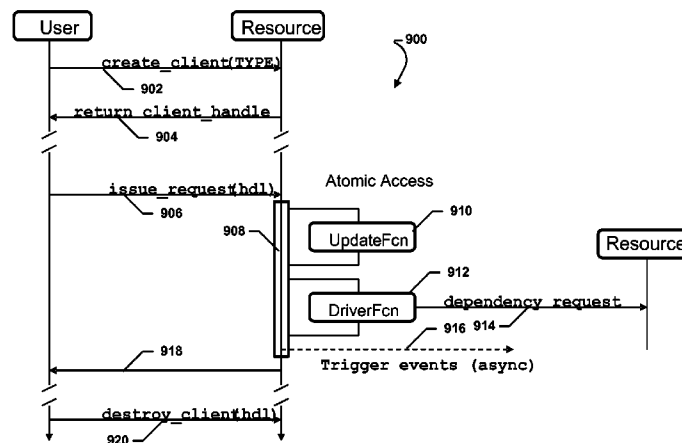 User
Resource
900
create_client(TYPE)
902
return client_handle
904
Atomic Access
issue_request(hdl)
906
908
910
UpdateFcn
Resource
912
DriverFcn
dependency request
916
914
918
Trigger events (async)
destroy_client(hdl)
920